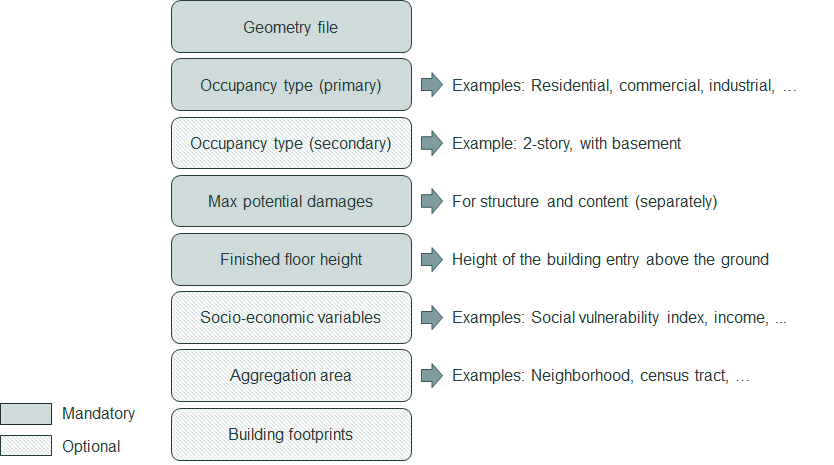 Geometry file
Occupancy type (primary)
Examples: Residential, commercial, industrial, …
Occupancy type (secondary)
Example: 2-story, with basement
Max potential damages
For structure and content (separately)
Finished floor height
Height of the building entry above the ground
Socio-economic variables
Examples: Social vulnerability index, income, ...
Aggregation area
Examples: Neighborhood, census tract, …
Mandatory
Building footprints
Optional